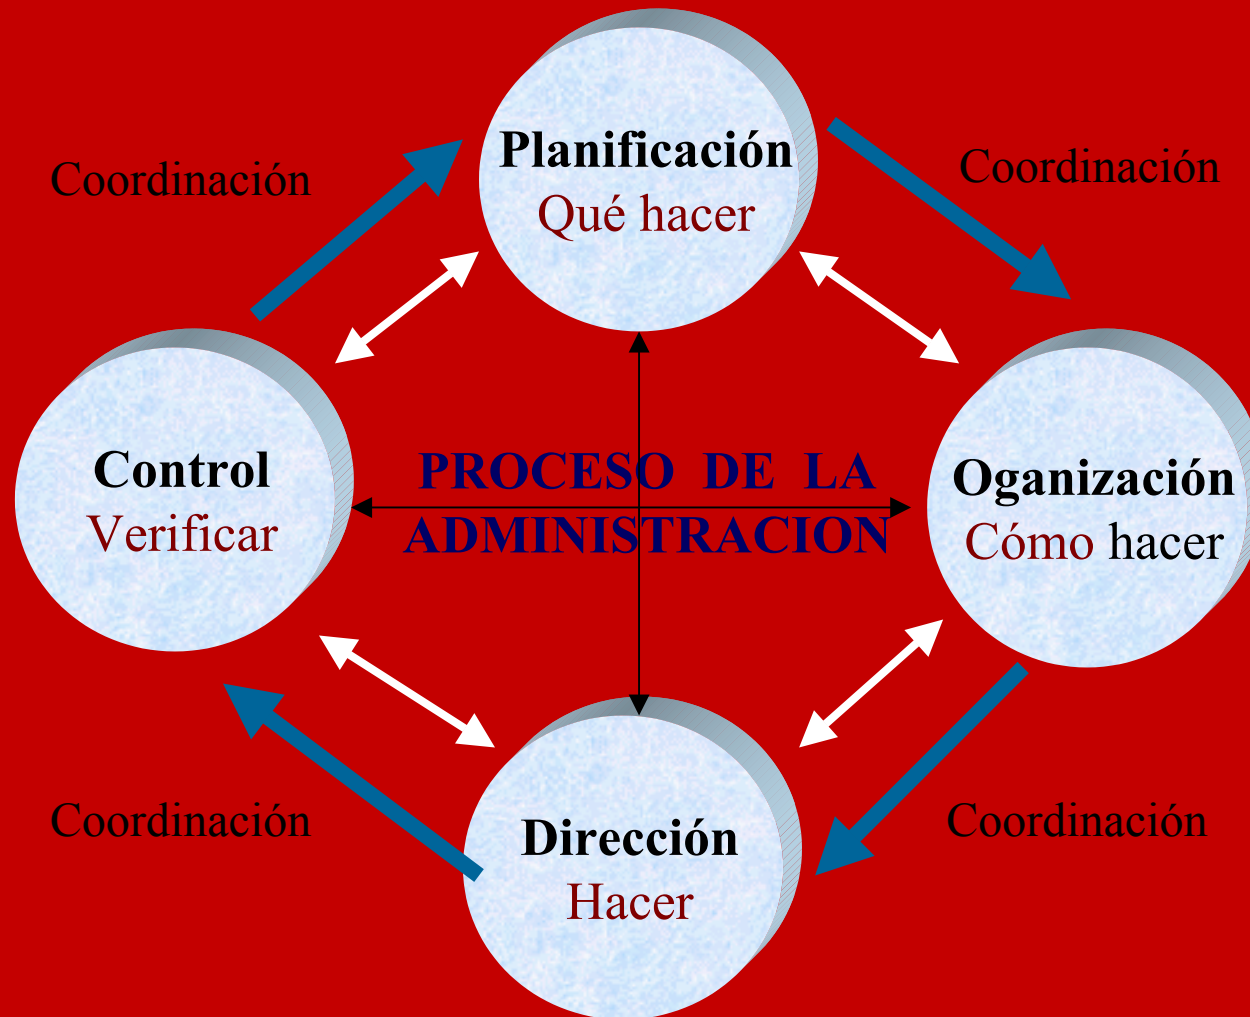 Planificación
Qué hacer
Coordinación
Coordinación
Control
Verificar
PROCESO DE LA
ADMINISTRACION
Oganización
Cómo hacer
Coordinación
Coordinación
Dirección
Hacer